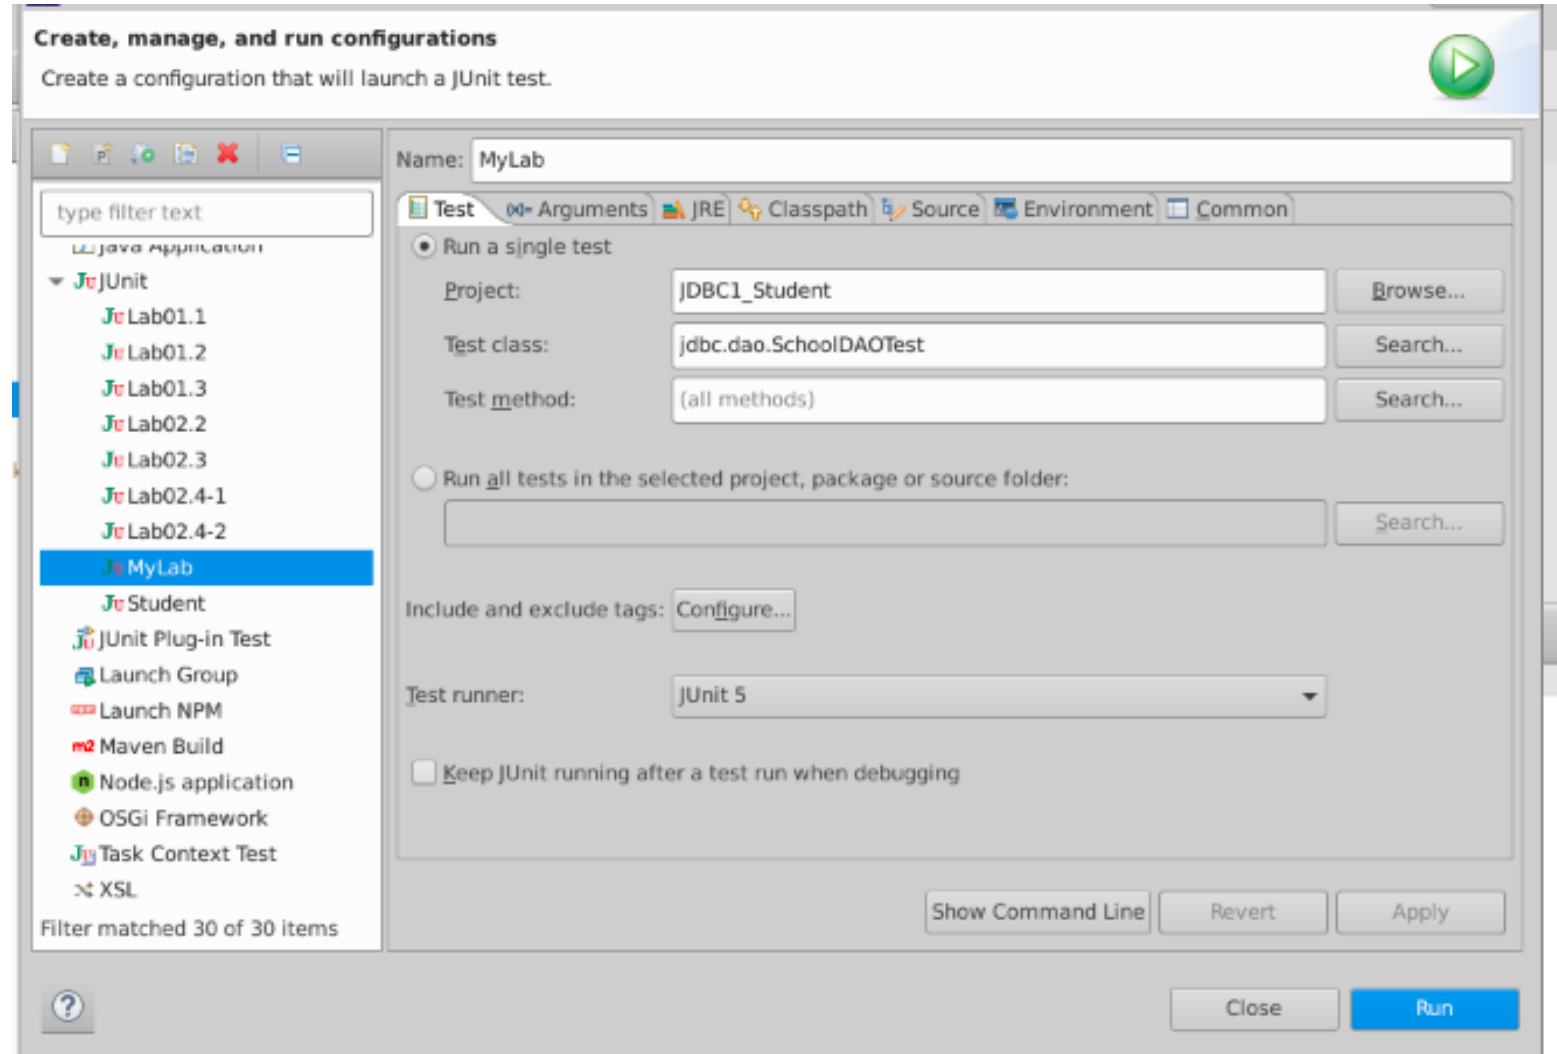 Create, manage, and run configurations
Create a configuration that will launch a JUnit test.
type filter text
Java Application
JUnit
Lab01.1
Lab01.2
Lab01.3
Lab02.2
Lab02.3
Lab02.4-1
Lab02.4-2
MyLab
Student
JUnit Plug-in Test
Launch Group
Launch NPM
Maven Build
Node.js application
OSGi Framework
Task Context Test
XSL
Filter matched 30 of 30 items
Name: MyLab
Test Arguments JRE Classpath Source Environment Common
Run a single test
Project: JDBC1_Student Browse...
Test class: jdbc.dao.SchoolDAOTest Search...
Test method: (all methods) Search...
Run all tests in the selected project, package or source folder:
Search...
Include and exclude tags: Configure...
Test runner: JUnit 5
Keep JUnit running after a test run when debugging
Show Command Line Revert Apply
Close Run